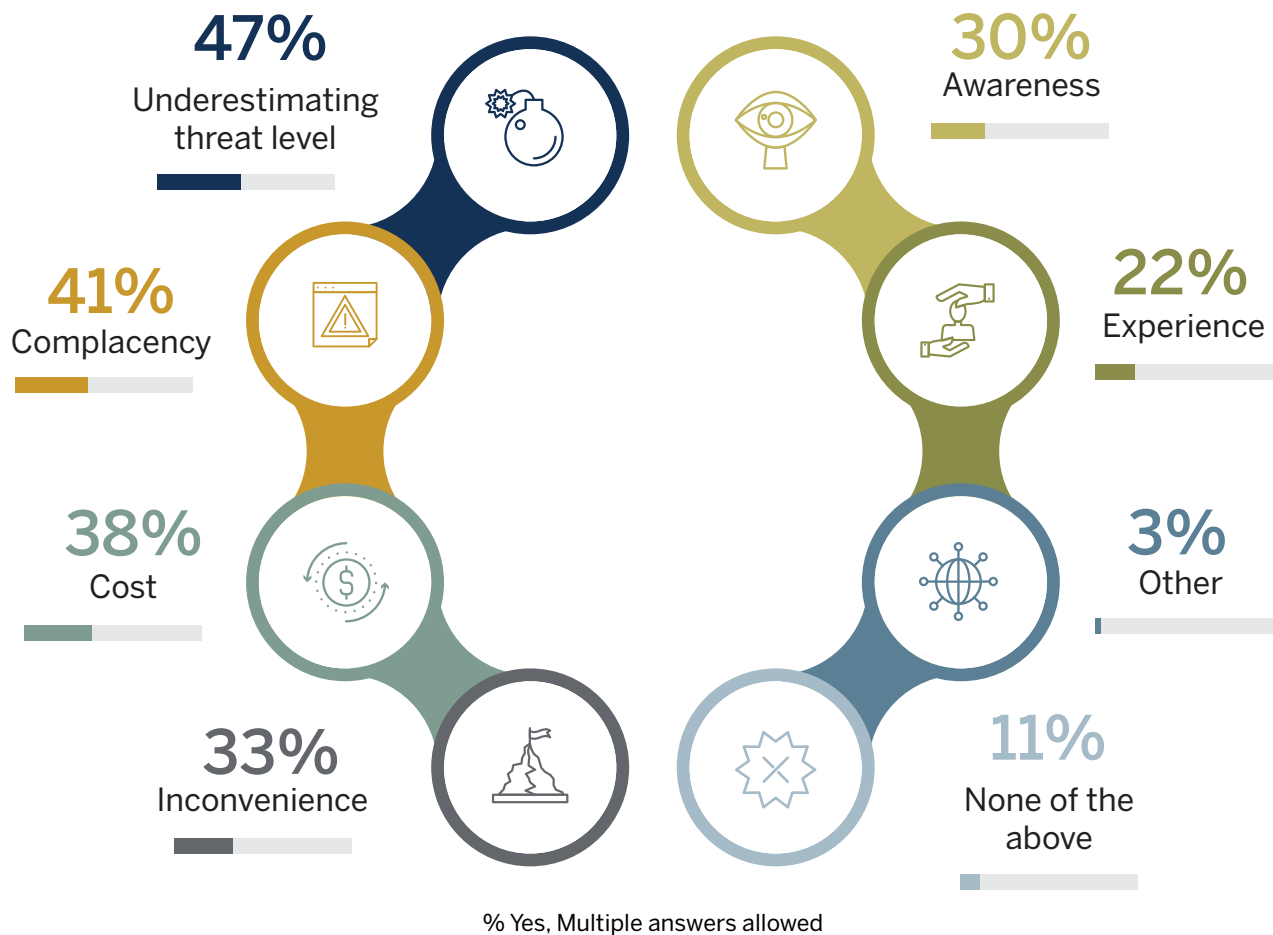 47%
Underestimating
threat level
41%
Complacency
38%
Cost
33%
Inconvenience
30%
Awareness
22%
Experience
3%
Other
11%
None of the
above
% Yes, Multiple answers allowed